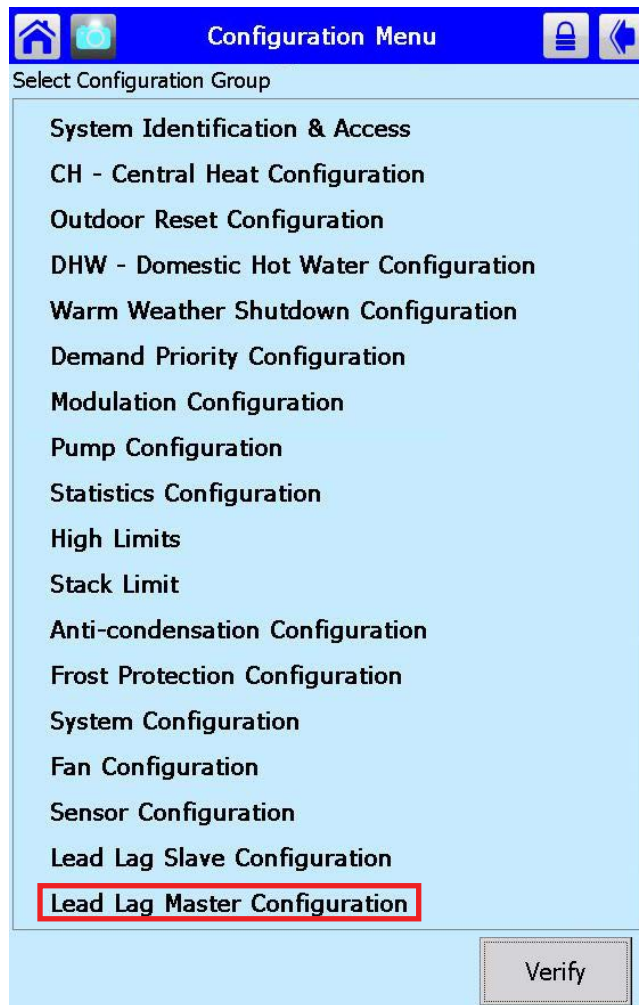 Configuration Menu
Select Configuration Group
System Identification & Access
CH - Central Heat Configuration
Outdoor Reset Configuration
DHW - Domestic Hot Water Configuration
Warm Weather Shutdown Configuration
Demand Priority Configuration
Modulation Configuration
Pump Configuration
Statistics Configuration
High Limits
Stack Limit
Anti-condensation Configuration
Frost Protection Configuration
System Configuration
Fan Configuration
Sensor Configuration
Lead Lag Slave Configuration
Lead Lag Master Configuration
Verify